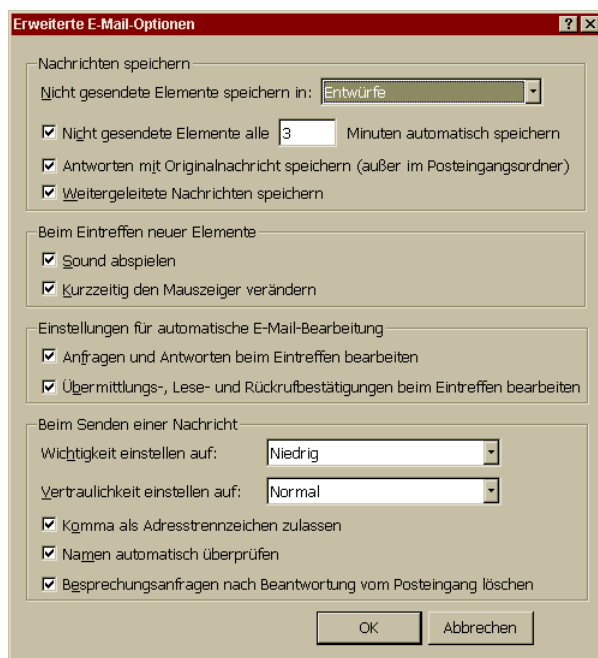 Erweiterte E-Mail-Optionen
Nachrichten speichern
Nicht gesendete Elemente speichern in: Entwürfe
Nicht gesendete Elemente alle 3 Minuten automatisch speichern
Antworten mit Originalnachricht speichern (außer im Posteingangsordner)
Weitergeleitete Nachrichten speichern
Beim Eintreffen neuer Elemente
Sound abspielen
Kurzzeitig den Mauszeiger verändern
Einstellungen für automatische E-Mail-Bearbeitung
Anfragen und Antworten beim Eintreffen bearbeiten
Übermittlungs-, Lese- und Rückrufbestätigungen beim Eintreffen bearbeiten
Beim Senden einer Nachricht
Wichtigkeit einstellen auf: Niedrig
Vertraulichkeit einstellen auf: Normal
Komma als Adresstrennzeichen zulassen
Namen automatisch überprüfen
Besprechungsanfragen nach Beantwortung vom Posteingang löschen
OK Abbrechen